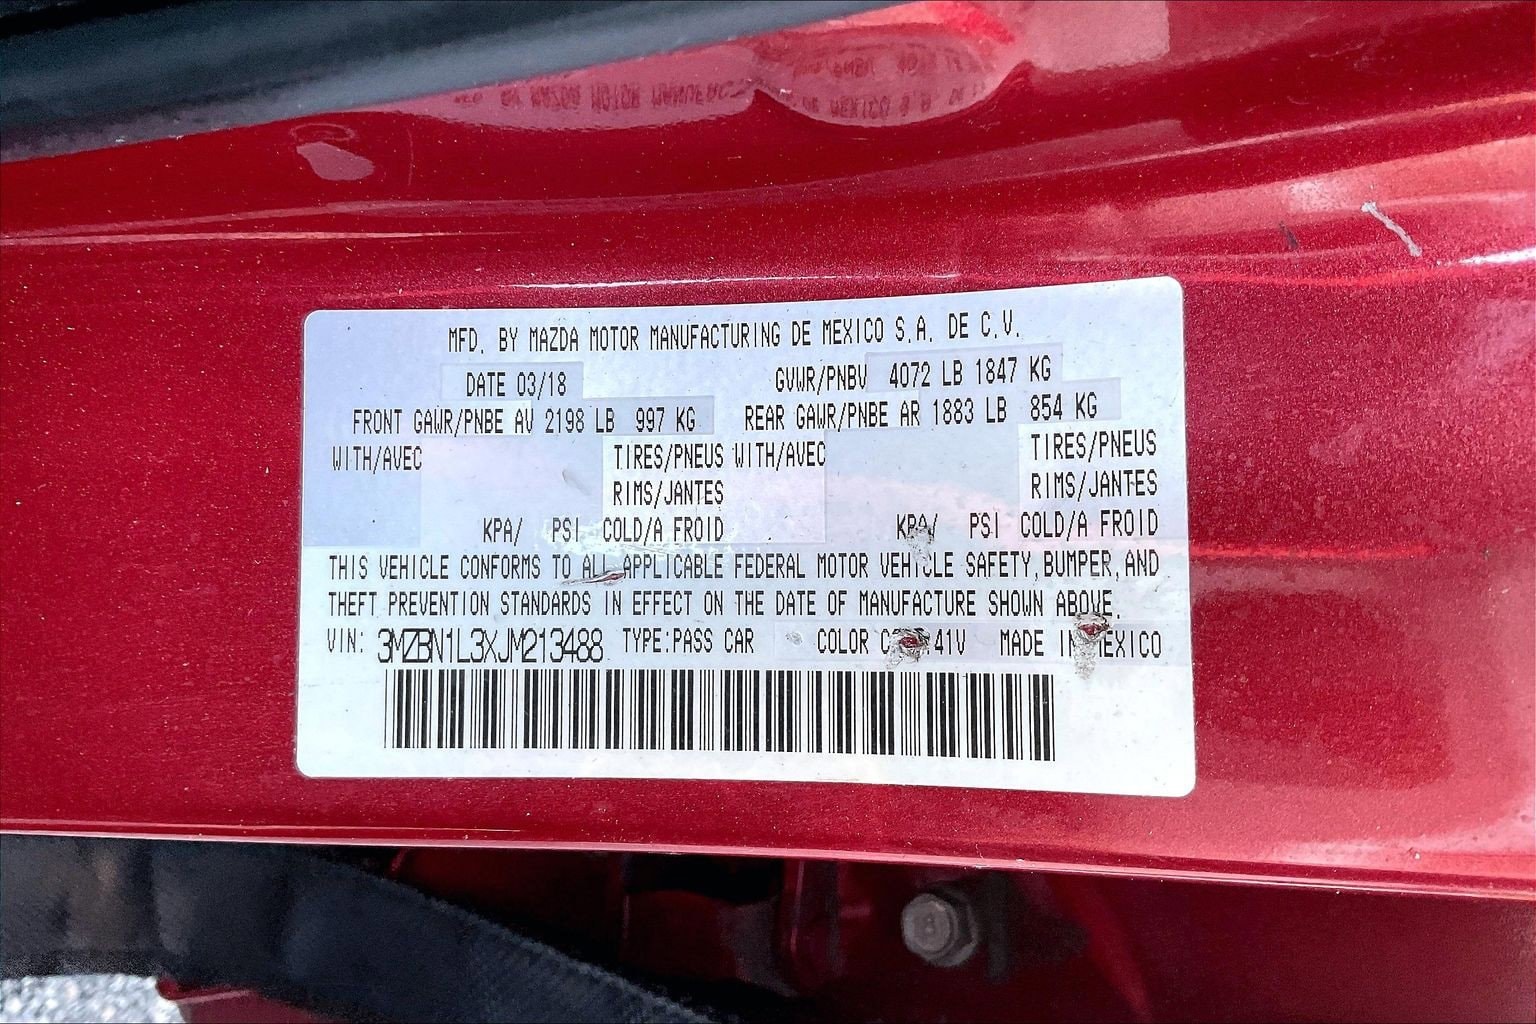 MFD. BY MAZDA MOTOR MANUFACTURING DE MEXICO S.A. DE C.V.
DATE 03/18 GVWR/PNBV 4072 LB 1847 KG
FRONT GAWR/PNBE AV 2198 LB 997 KG REAR GAWR/PNBE AR 1883 LB 854 KG
WITH/AVEC TIRES/PNEUS WITH/AVEC TIRES/PNEUS
RIMS/JANTES RIMS/JANTES
KPA/ PSI COLD/A FROID KPA/ PSI COLD/A FROID
THIS VEHICLE CONFORMS TO ALL APPLICABLE FEDERAL MOTOR VEHICLE SAFETY, BUMPER, AND
THEFT PREVENTION STANDARDS IN EFFECT ON THE DATE OF MANUFACTURE SHOWN ABOVE.
VIN: 3MZBN1L3XJM213488 TYPE:PASS CAR COLOR 41V MADE IN MEXICO